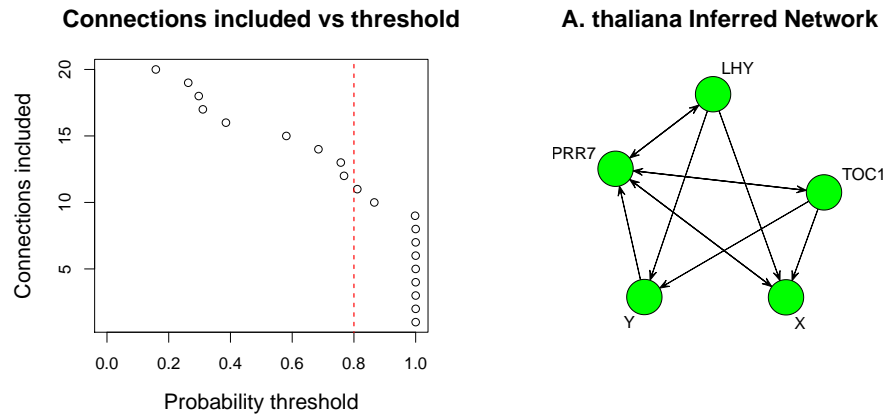 Connections included vs threshold
Connections included
20
15
10
5
0.0 0.2 0.4 0.6 0.8 1.0
Probability threshold
A. thaliana Inferred Network
LHY
PRR7
TOC1
Y
X